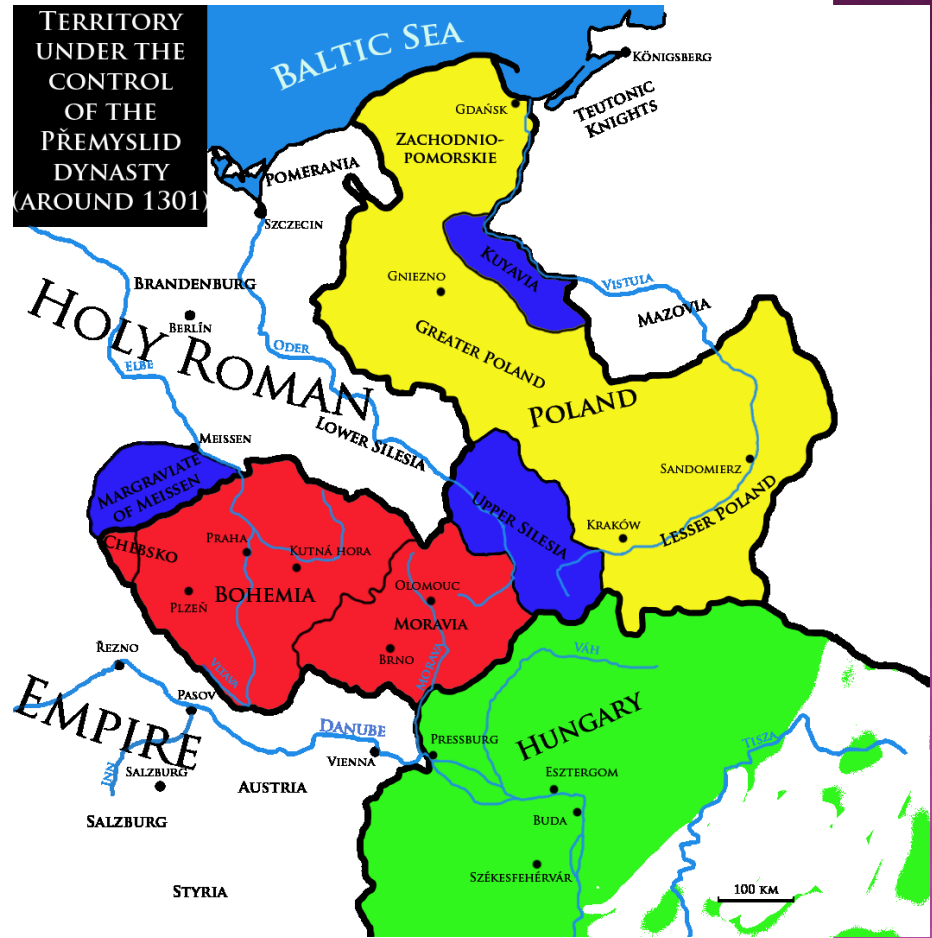 Territory
under the
control
of the
Přemyslid
dynasty
(around 1301)
Baltic Sea
Königsberg
Teutonic
Knights
Gdańsk
Zachodnio-
pomorskie
Pomerania
Szczecin
Kuyavia
Gniezno
Vistula
Mazovia
Brandenburg
Berlín
Holy Roman
Oder
Elbe
Greater Poland
Poland
Lower Silesia
Meissen
Margraviate
of Meissen
Sandomierz
Lesser Poland
Upper Silesia
Kraków
Chebsko
Praha
Kutná Hora
Bohemia
Plzeň
Olomouc
Moravia
Brno
Morava
Vltava
Řezno
Pasov
Empire
Inn
Salzburg
Salzburg
Danube
Vienna
Austria
Styria
Váh
Hungary
Pressburg
Tisza
Esztergom
Buda
Székesfehérvár
100 km